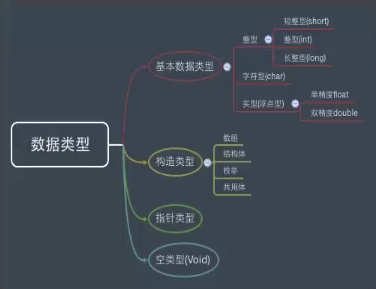 数据类型
基本数据类型
整型
短整型(short)
整型(int)
长整型(long)
字符型(char)
实型(浮点型)
单精度float
双精度double
构造类型
数组
结构体
枚举
共用体
指针类型
空类型(Void)